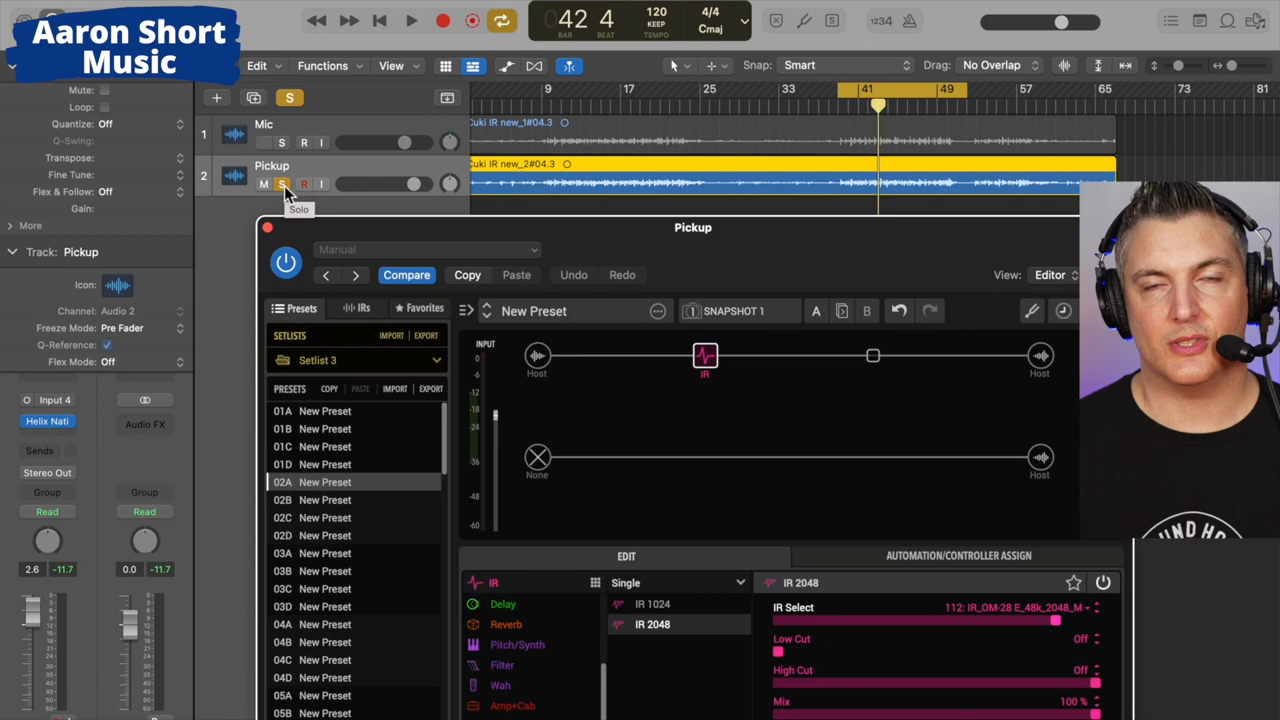 Aaron Short
Music
42 4
BAR BEAT
120
KEEP
TEMPO
4/4
Cmaj
1234
S
Edit
Functions
View
Snap: Smart
Drag: No Overlap
S
9 17 25 41 49 57 65 73 81
Mute:
Loop:
Quantize: Off
Q-Swing:
Transpose:
Fine Tune:
Flex & Follow: Off
Gain:
More
Track: Pickup
Icon:
Channel: Audio 2
Freeze Mode: Pre Fader
Q-Reference:
Flex Mode: Off
1 Mic
S R I
2 Pickup
M S R I
Solo
Cuki IR new_1#04.3
Cuki IR new_2#04.3
Input 4
Helix Nati
Audio FX
Sends
Stereo Out
Group Group
Read Read
2.6 -11.7 0.0 -11.7
Pickup
Manual
Compare Copy Paste Undo Redo
View: Editor
Presets IRs Favorites
New Preset
SNAPSHOT 1
A B
SETLISTS IMPORT EXPORT
Setlist 3
PRESETS COPY PASTE IMPORT EXPORT
01A New Preset
01B New Preset
01C New Preset
01D New Preset
02A New Preset
02B New Preset
02C New Preset
02D New Preset
03A New Preset
03B New Preset
03C New Preset
03D New Preset
04A New Preset
04B New Preset
04C New Preset
04D New Preset
05A New Preset
05B New Preset
INPUT
0
-6
-12
-18
-24
-36
-48
-60
Host
IR
Host
None
Host
EDIT
AUTOMATION/CONTROLLER ASSIGN
IR
Delay
Reverb
Pitch/Synth
Filter
Wah
Amp+Cab
Single
IR 1024
IR 2048
IR 2048
IR Select 112: IR_OM-28 E_48k_2048_M
Low Cut Off
High Cut Off
Mix 100 %